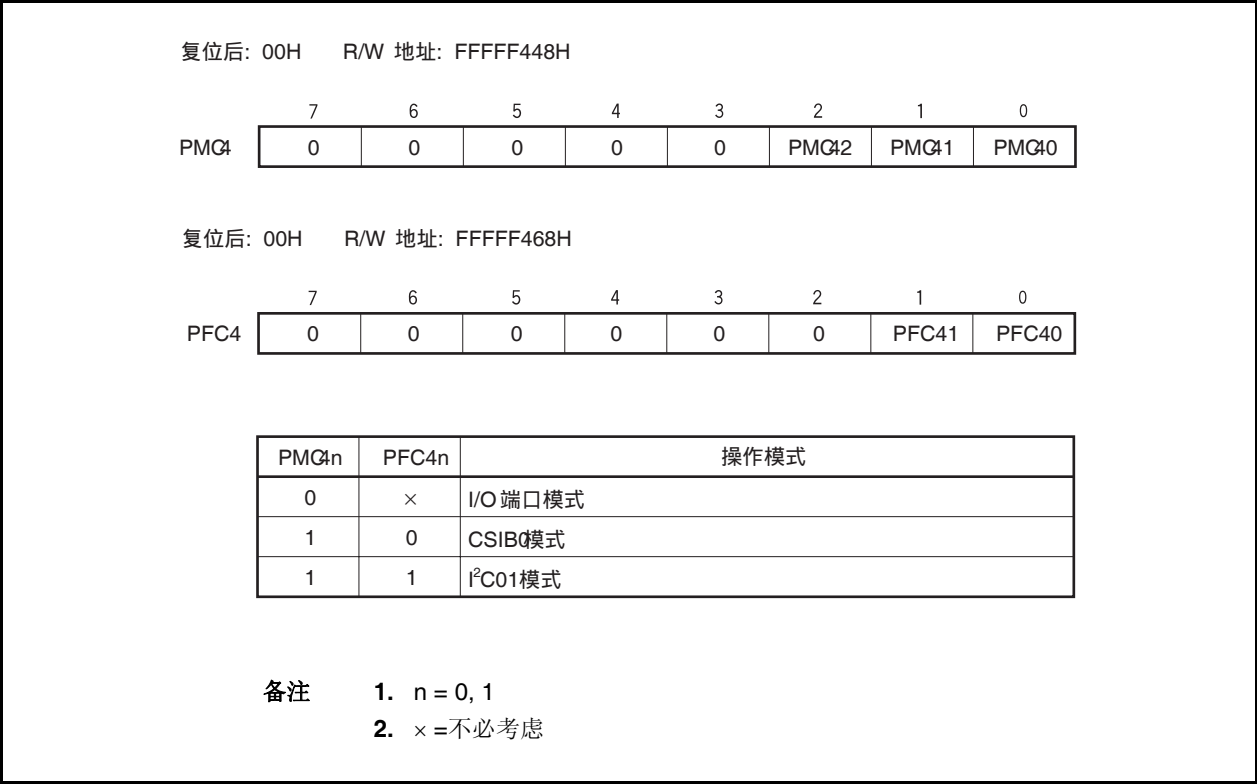 复位后: 00H R/W 地址: FFFFF448H
7 6 5 4 3 2 1 0
PMC4 0 0 0 0 0 PMC42 PMC41 PMC40
复位后: 00H R/W 地址: FFFFF468H
7 6 5 4 3 2 1 0
PFC4 0 0 0 0 0 0 PFC41 PFC40
PMC4n PFC4n 操作模式
0 × I/O 端口模式
1 0 CSIB0模式
1 1 I²C01模式
备注 1. n = 0, 1
2. × =不必考虑